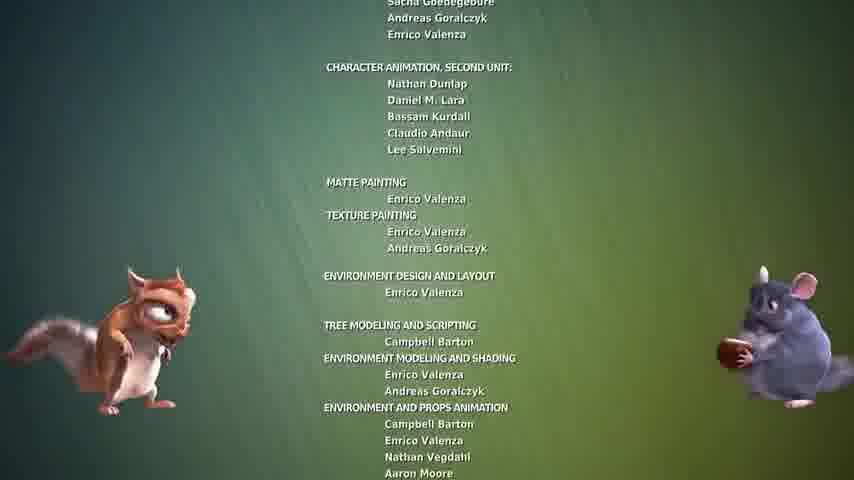 Sacha Goedegebure
Andreas Goralczyk
Enrico Valenza
CHARACTER ANIMATION, SECOND UNIT:
Nathan Dunlap
Daniel M. Lara
Bassam Kurdali
Claudio Andaur
Lee Salvemini
MATTE PAINTING
Enrico Valenza
TEXTURE PAINTING
Enrico Valenza
Andreas Goralczyk
ENVIRONMENT DESIGN AND LAYOUT
Enrico Valenza
TREE MODELING AND SCRIPTING
Campbell Barton
ENVIRONMENT MODELING AND SHADING
Enrico Valenza
Andreas Goralczyk
ENVIRONMENT AND PROPS ANIMATION
Campbell Barton
Enrico Valenza
Nathan Vegdahl
Aaron Moore